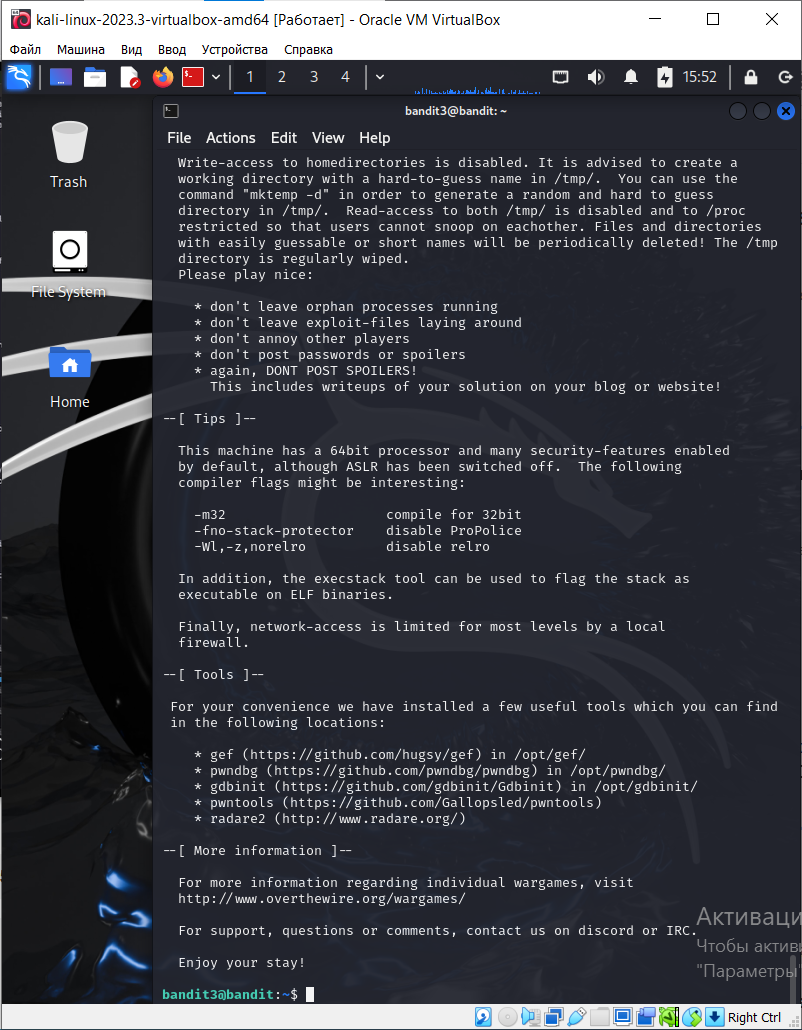 kali-linux-2023.3-virtualbox-amd64 [Работает] - Oracle VM VirtualBox
Файл Машина Вид Ввод Устройства Справка
1 2 3 4 15:52
bandit3@bandit: ~
File Actions Edit View Help
Trash
File System
Home
Write-access to homedirectories is disabled. It is advised to create a
working directory with a hard-to-guess name in /tmp/.  You can use the
command "mktemp -d" in order to generate a random and hard to guess
directory in /tmp/.  Read-access to both /tmp/ is disabled and to /proc
restricted so that users cannot snoop on eachother. Files and directories
with easily guessable or short names will be periodically deleted! The /tmp
directory is regularly wiped.
Please play nice:
* don't leave orphan processes running
* don't leave exploit-files laying around
* don't annoy other players
* don't post passwords or spoilers
* again, DONT POST SPOILERS!
This includes writeups of your solution on your blog or website!
--[ Tips ]--
This machine has a 64bit processor and many security-features enabled
by default, although ASLR has been switched off.  The following
compiler flags might be interesting:
-m32 compile for 32bit
-fno-stack-protector disable ProPolice
-Wl,-z,norelro disable relro
In addition, the execstack tool can be used to flag the stack as
executable on ELF binaries.
Finally, network-access is limited for most levels by a local
firewall.
--[ Tools ]--
For your convenience we have installed a few useful tools which you can find
in the following locations:
* gef (https://github.com/hugsy/gef) in /opt/gef/
* pwndbg (https://github.com/pwndbg/pwndbg) in /opt/pwndbg/
* gdbinit (https://github.com/gdbinit/Gdbinit) in /opt/gdbinit/
* pwntools (https://github.com/Gallopsled/pwntools)
* radare2 (http://www.radare.org/)
--[ More information ]--
For more information regarding individual wargames, visit
http://www.overthewire.org/wargames/
For support, questions or comments, contact us on discord or IRC.
Enjoy your stay!
bandit3@bandit:~$
Активаци
Чтобы актив
"Параметры
Right Ctrl